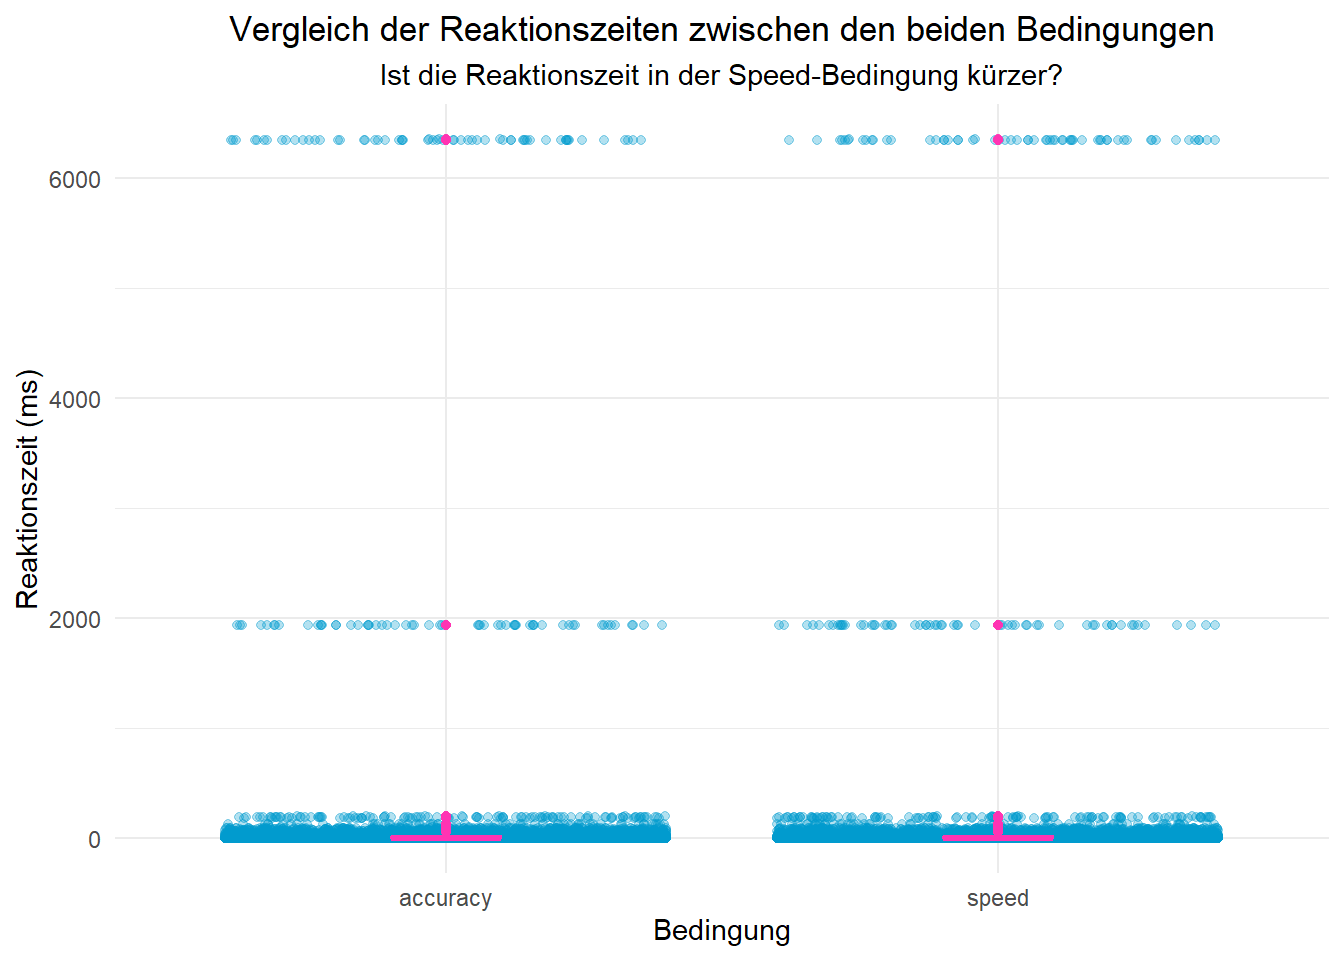 Vergleich der Reaktionszeiten zwischen den beiden Bedingungen
Ist die Reaktionszeit in der Speed-Bedingung kürzer?
Reaktionszeit (ms)
6000
4000
2000
0
accuracy
speed
Bedingung